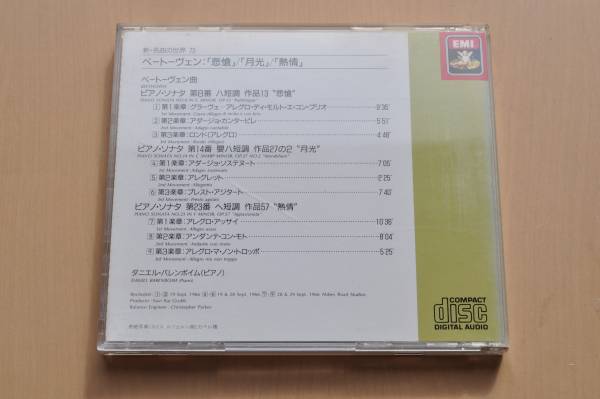 新・名曲の世界 73
ベートーヴェン:「悲愴」/「月光」/「熱情」
ベートーヴェン曲
BEETHOVEN
ピアノ・ソナタ 第8番 ハ短調 作品13 “悲愴”
PIANO SONATA NO.8 IN C MINOR, OP.13 "Pathétique"
① 第1楽章:グラーヴェ-アレグロ・ディ・モルト・エ・コン・ブリオ 9'36"
1st Movement: Grave-Allegro di molto e con brio
② 第2楽章:アダージョ・カンタービレ 5'51"
2nd Movement: Adagio cantabile
③ 第3楽章:ロンド(アレグロ) 4'48"
3rd Movement: Rondo (Allegro)
ピアノ・ソナタ 第14番 嬰ハ短調 作品27の2 “月光”
PIANO SONATA NO.14 IN C SHARP MINOR, OP.27 NO.2 "Moonlight"
④ 第1楽章:アダージョ・ソステヌート 7'05"
1st Movement: Adagio sostenuto
⑤ 第2楽章:アレグレット 2'25"
2nd Movement: Allegretto
⑥ 第3楽章:プレスト・アジタート 7'40"
3rd Movement: Presto agitato
ピアノ・ソナタ 第23番 ヘ短調 作品57 “熱情”
PIANO SONATA NO.23 IN F MINOR, OP.57 "Appassionata"
⑦ 第1楽章:アレグロ・アッサイ 10'36"
1st Movement: Allegro assai
⑧ 第2楽章:アンダンテ・コン・モト 8'04"
2nd Movement: Andante con moto
⑨ 第3楽章:アレグロ・マ・ノン・トロッポ 5'25"
3rd Movement: Allegro ma non troppo
ダニエル・バレンボイム(ピアノ)
DANIEL BARENBOIM (Piano)
Producer: Suvi Raj Grubb
Balance Engineer: Christopher Parker
EMI
COMPACT
disc
DIGITAL AUDIO